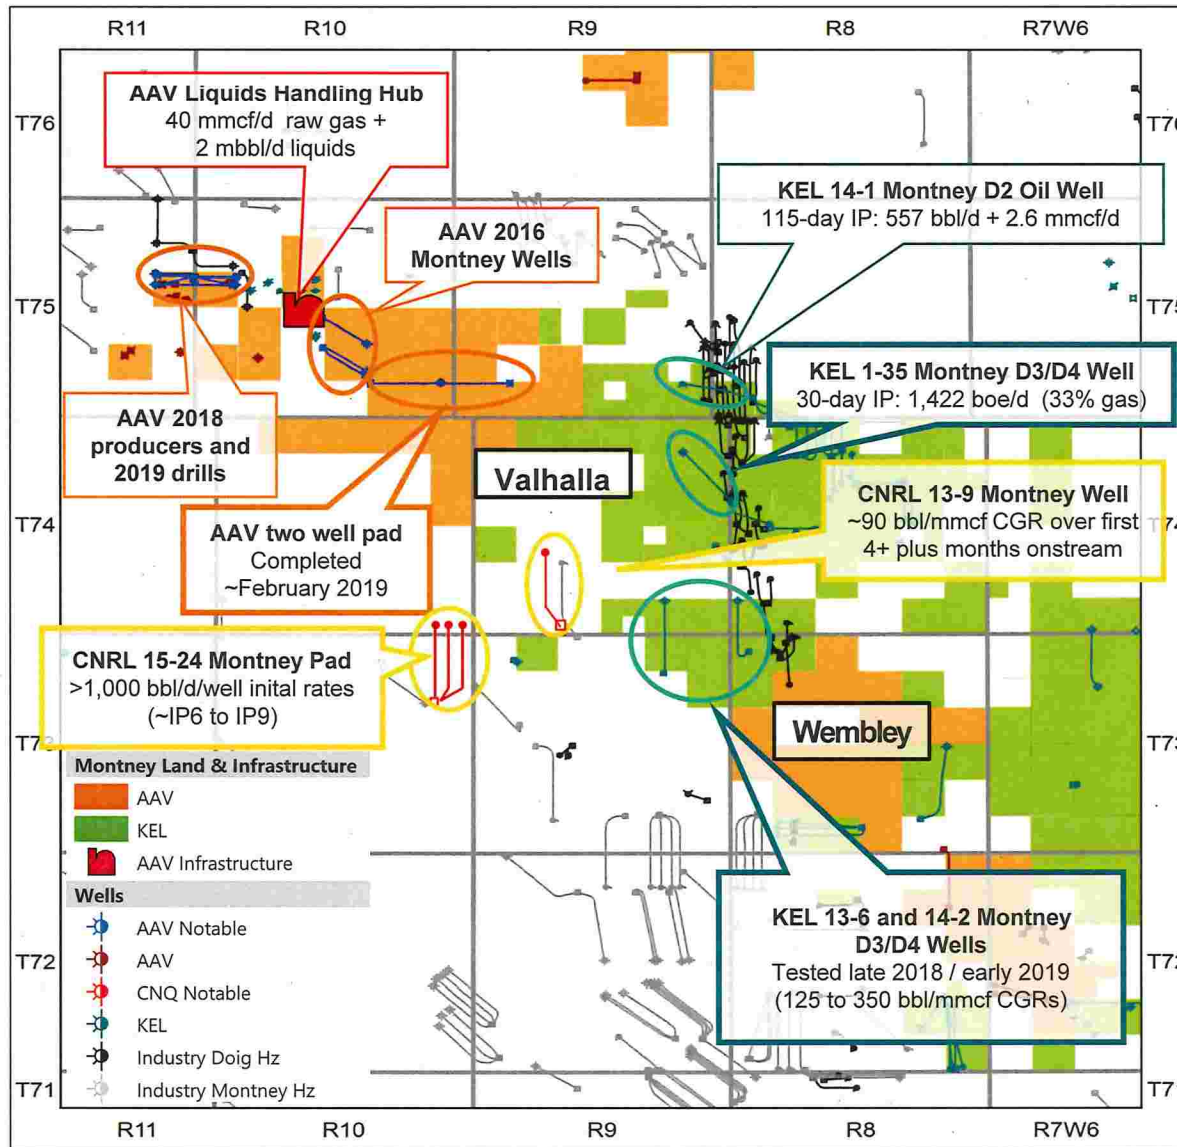 R11 R10 R9 R8 R7W6
T76
T75
T74
T73
T72
T71
AAV Liquids Handling Hub
40 mmcf/d raw gas +
2 mbbl/d liquids
AAV 2016
Montney Wells
KEL 14-1 Montney D2 Oil Well
115-day IP: 557 bbl/d + 2.6 mmcf/d
KEL 1-35 Montney D3/D4 Well
30-day IP: 1,422 boe/d (33% gas)
AAV 2018
producers and
2019 drills
Valhalla
CNRL 13-9 Montney Well
~90 bbl/mmcf CGR over first
4+ plus months onstream
AAV two well pad
Completed
~February 2019
CNRL 15-24 Montney Pad
>1,000 bbl/d/well inital rates
(~IP6 to IP9)
Wembley
KEL 13-6 and 14-2 Montney
D3/D4 Wells
Tested late 2018 / early 2019
(125 to 350 bbl/mmcf CGRs)
Montney Land & Infrastructure
AAV
KEL
AAV Infrastructure
Wells
AAV Notable
AAV
CNQ Notable
KEL
Industry Doig Hz
Industry Montney Hz
R11 R10 R9 R8 R7W6